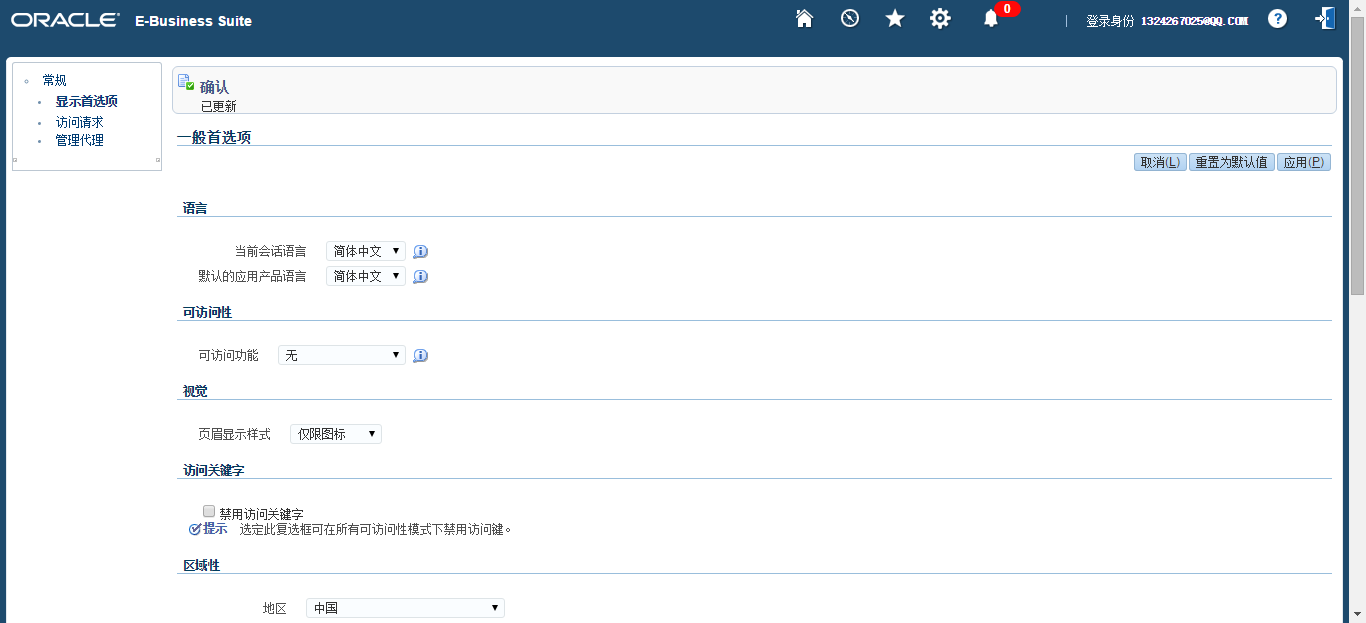 ORACLE® E-Business Suite
0
登录身份 1324267025@QQ.COM
?
常规
显示首选项
访问请求
管理代理
确认
已更新
一般首选项
取消(L) 重置为默认值 应用(P)
语言
当前会话语言 简体中文
默认的应用产品语言 简体中文
可访问性
可访问功能 无
视觉
页眉显示样式 仅限图标
访问关键字
禁用访问关键字
提示 选定此复选框可在所有可访问性模式下禁用访问键。
区域性
地区 中国